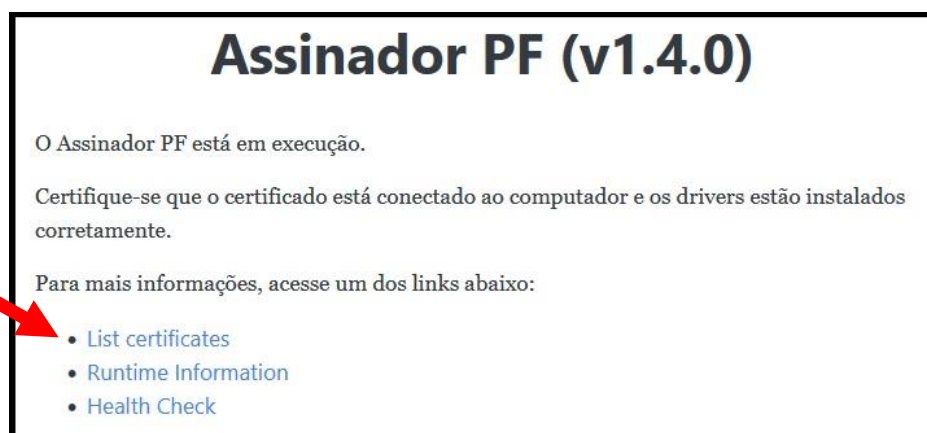 Assinador PF (v1.4.0)
O Assinador PF está em execução.
Certifique-se que o certificado está conectado ao computador e os drivers estão instalados
corretamente.
Para mais informações, acesse um dos links abaixo:
• List certificates
• Runtime Information
• Health Check